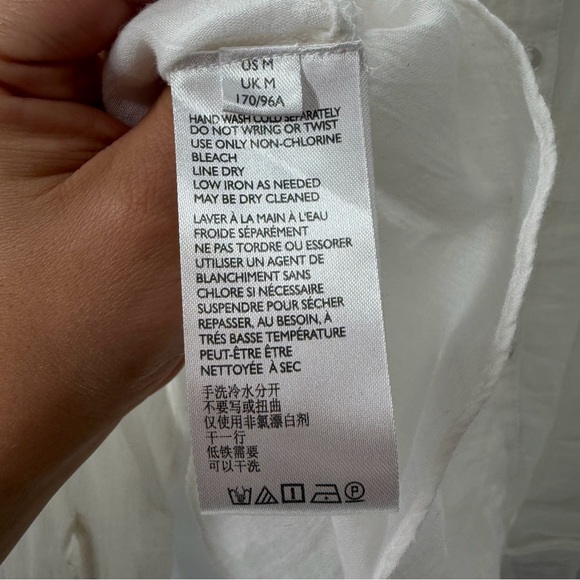 US M
UK M
170/96A
HAND WASH COLD SEPARATELY
DO NOT WRING OR TWIST
USE ONLY NON-CHLORINE
BLEACH
LINE DRY
LOW IRON AS NEEDED
MAY BE DRY CLEANED
LAVER À LA MAIN À L'EAU
FROIDE SÉPARÉMENT
NE PAS TORDRE OU ESSORER
UTILISER UN AGENT DE
BLANCHIMENT SANS
CHLORE SI NÉCESSAIRE
SUSPENDRE POUR SÉCHER
REPASSER, AU BESOIN, À
TRÉS BASSE TEMPÉRATURE
PEUT-ÊTRE ÊTRE
NETTOYÉE À SEC
手洗冷水分开
不要写或扭曲
仅使用非氯漂白剂
干一行
低铁需要
可以干洗
P